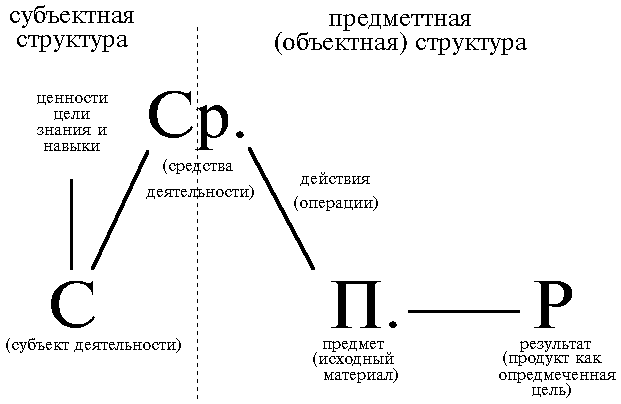 субъектная
структура
предметтная
(объектная) структура
ценности
цели
знания и
навыки
Ср.
(средства
деятельности)
действия
(операции)
С
(субъект деятельности)
П.
предмет
(исходный
материал)
Р
результат
(продукт как
опредмеченная
цель)